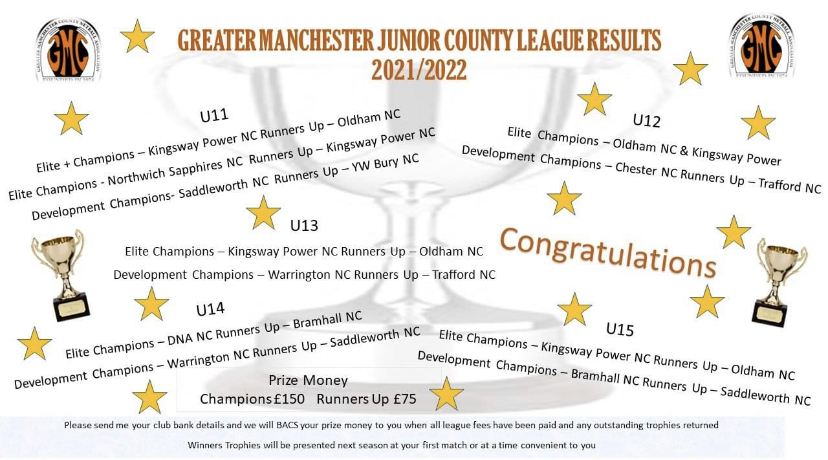 GREATER MANCHESTER JUNIOR COUNTY LEAGUE RESULTS
2021/2022
GMC
GMC
U11
Elite + Champions – Kingsway Power NC Runners Up – Oldham NC
Elite Champions - Northwich Sapphires NC Runners Up – Kingsway Power NC
Development Champions- Saddleworth NC Runners Up – YW Bury NC
U12
Elite Champions – Oldham NC & Kingsway Power
Development Champions – Chester NC Runners Up – Trafford NC
U13
Elite Champions – Kingsway Power NC Runners Up – Oldham NC
Development Champions – Warrington NC Runners Up – Trafford NC
Congratulations
U14
Elite Champions – DNA NC Runners Up – Bramhall NC
Development Champions – Warrington NC Runners Up – Saddleworth NC
U15
Elite Champions – Kingsway Power NC Runners Up – Oldham NC
Development Champions – Bramhall NC Runners Up – Saddleworth NC
Prize Money
Champions £150 Runners Up £75
Please send me your club bank details and we will BACS your prize money to you when all league fees have been paid and any outstanding trophies returned
Winners Trophies will be presented next season at your first match or at a time convenient to you